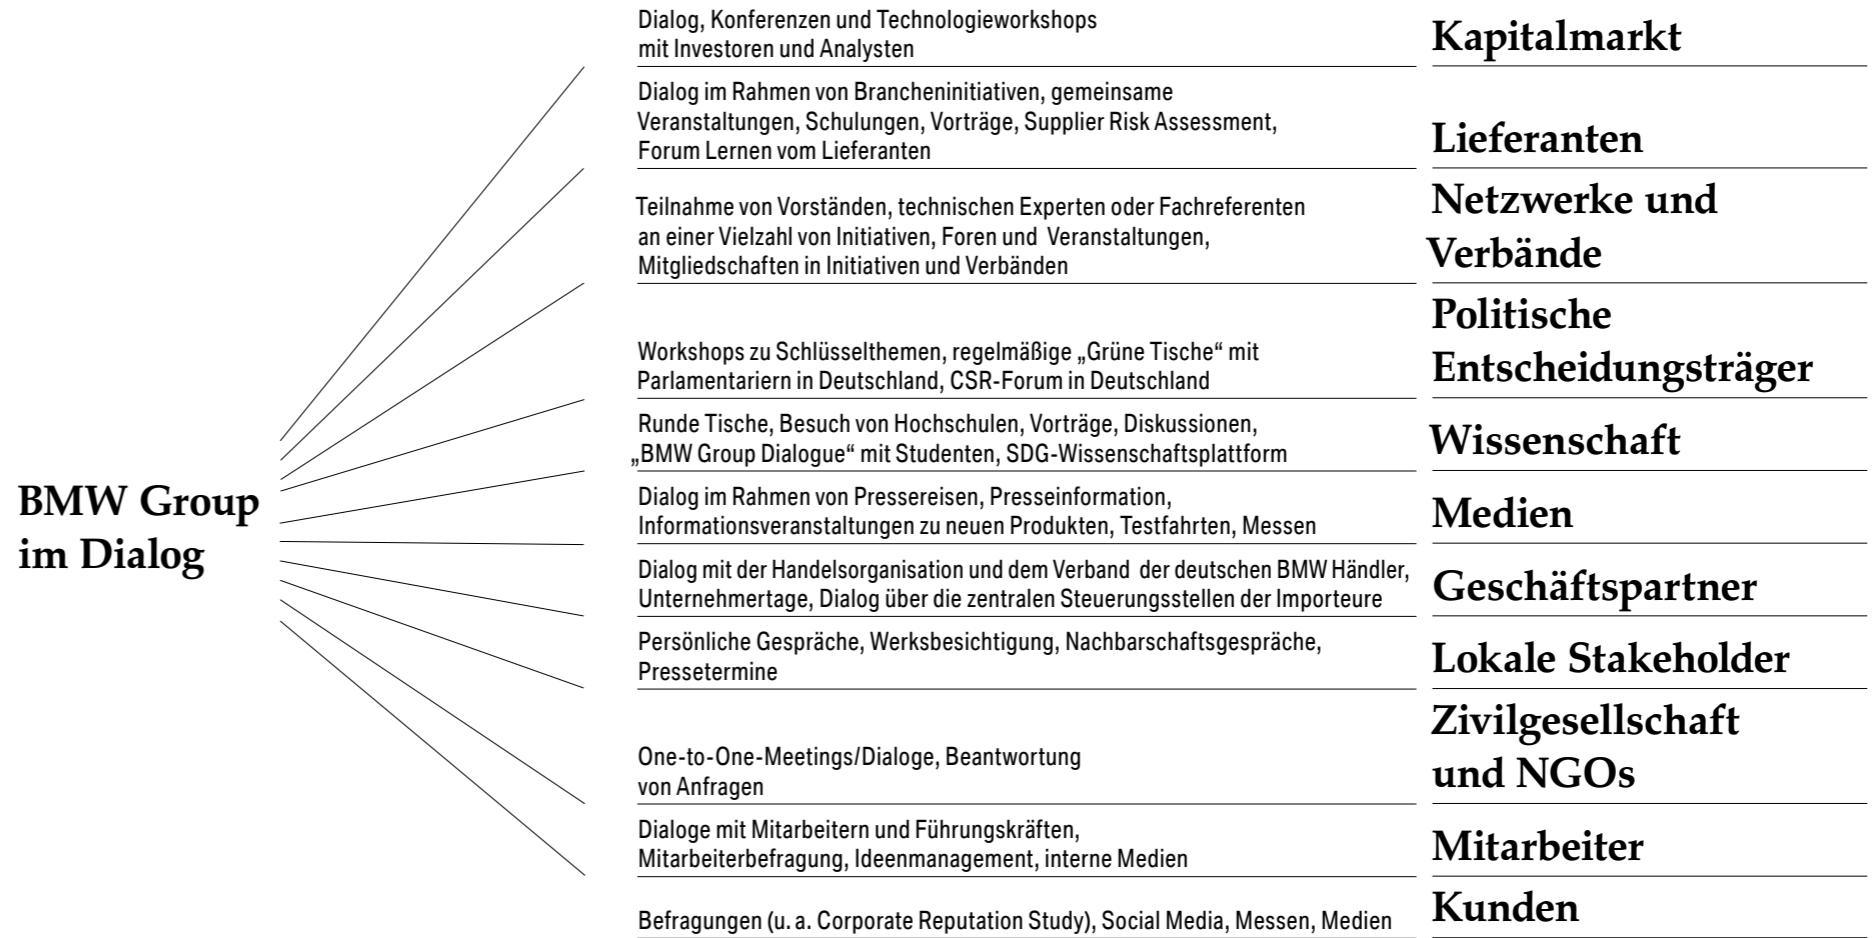 BMW Group
im Dialog
Dialog, Konferenzen und Technologieworkshops
mit Investoren und Analysten
Kapitalmarkt
Dialog im Rahmen von Brancheninitiativen, gemeinsame
Veranstaltungen, Schulungen, Vorträge, Supplier Risk Assessment,
Forum Lernen vom Lieferanten
Lieferanten
Teilnahme von Vorständen, technischen Experten oder Fachreferenten
an einer Vielzahl von Initiativen, Foren und Veranstaltungen,
Mitgliedschaften in Initiativen und Verbänden
Netzwerke und
Verbände
Workshops zu Schlüsselthemen, regelmäßige „Grüne Tische“ mit
Parlamentariern in Deutschland, CSR-Forum in Deutschland
Politische
Entscheidungsträger
Runde Tische, Besuch von Hochschulen, Vorträge, Diskussionen,
„BMW Group Dialogue“ mit Studenten, SDG-Wissenschaftsplattform
Wissenschaft
Dialog im Rahmen von Pressereisen, Presseinformation,
Informationsveranstaltungen zu neuen Produkten, Testfahrten, Messen
Medien
Dialog mit der Handelsorganisation und dem Verband der deutschen BMW Händler,
Unternehmertage, Dialog über die zentralen Steuerungsstellen der Importeure
Geschäftspartner
Persönliche Gespräche, Werksbesichtigung, Nachbarschaftsgespräche,
Pressetermine
Lokale Stakeholder
One-to-One-Meetings/Dialoge, Beantwortung
von Anfragen
Zivilgesellschaft
und NGOs
Dialoge mit Mitarbeitern und Führungskräften,
Mitarbeiterbefragung, Ideenmanagement, interne Medien
Mitarbeiter
Befragungen (u. a. Corporate Reputation Study), Social Media, Messen, Medien
Kunden